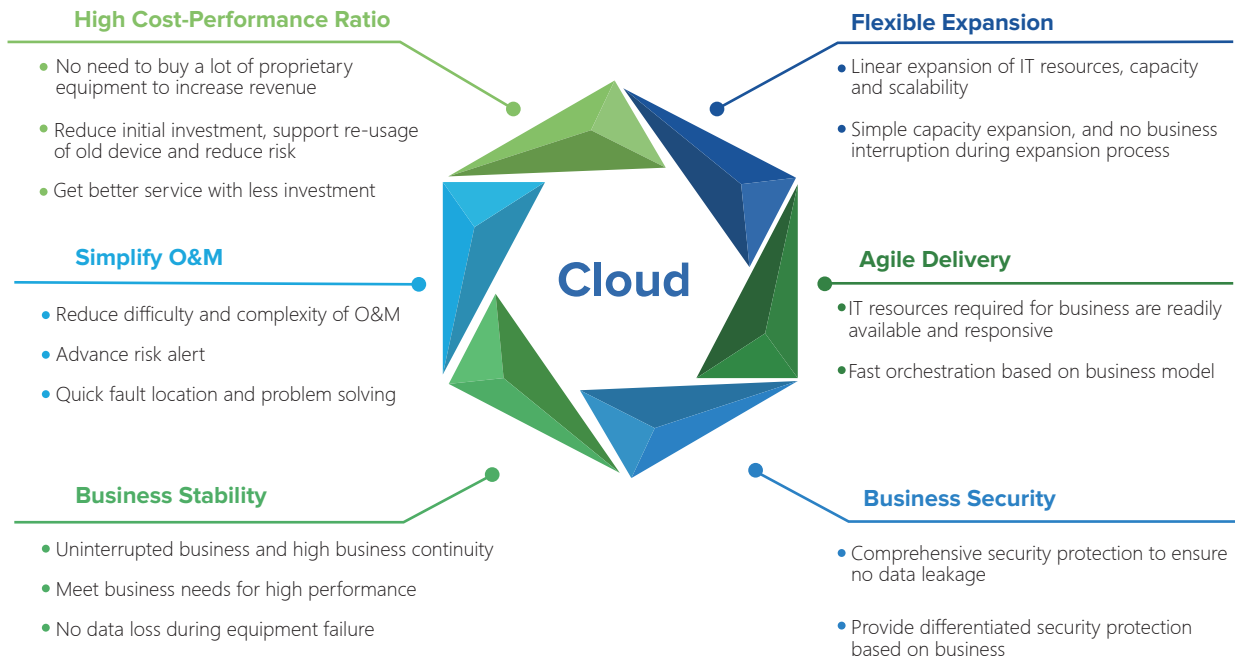 High Cost-Performance Ratio
No need to buy a lot of proprietary
equipment to increase revenue
Reduce initial investment, support re-usage
of old device and reduce risk
Get better service with less investment
Flexible Expansion
Linear expansion of IT resources, capacity
and scalability
Simple capacity expansion, and no business
interruption during expansion process
Simplify O&M
Reduce difficulty and complexity of O&M
Advance risk alert
Quick fault location and problem solving
Cloud
Agile Delivery
IT resources required for business are readily
available and responsive
Fast orchestration based on business model
Business Stability
Uninterrupted business and high business continuity
Meet business needs for high performance
No data loss during equipment failure
Business Security
Comprehensive security protection to ensure
no data leakage
Provide differentiated security protection
based on business